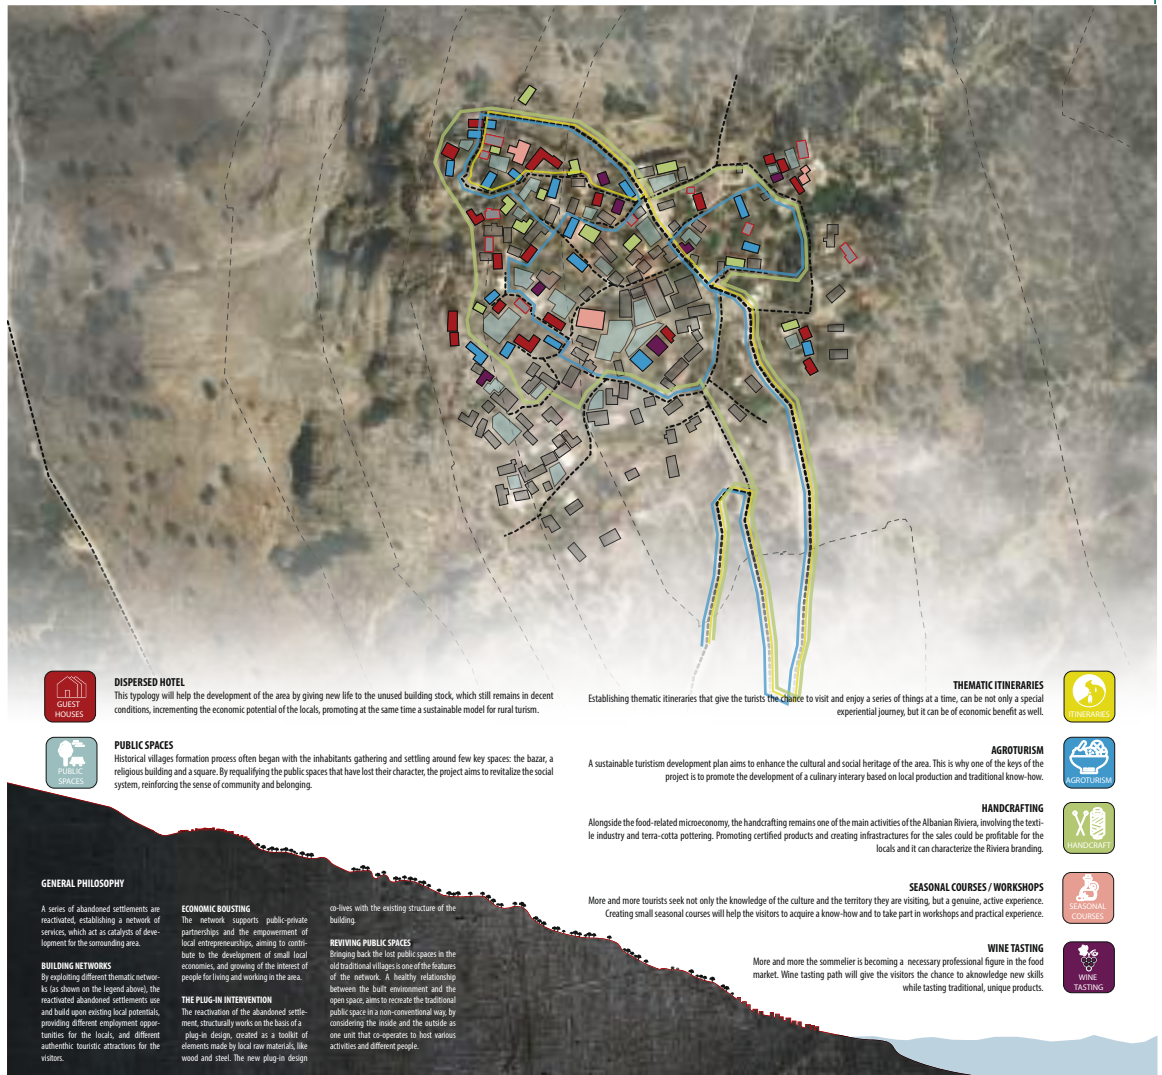 GUEST
HOUSES
DISPERSED HOTEL
This typology will help the development of the area by giving new life to the unused building stock, which still remains in decent
conditions, incrementing the economic potential of the locals, promoting at the same time a sustainable model for rural turism.
PUBLIC
SPACES
PUBLIC SPACES
Historical villages formation process often began with the inhabitants gathering and settling around few key spaces: the bazar, a
religious building and a square. By requalifying the public spaces that have lost their character, the project aims to revitalize the social
system, reinforcing the sense of community and belonging.
THEMATIC ITINERARIES
Establishing thematic itineraries that give the turists the chance to visit and enjoy a series of things at a time, can be not only a special
experiential journey, but it can be of economic benefit as well.
ITINERARIES
AGROTURISM
A sustainable turistism development plan aims to enhance the cultural and social heritage of the area. This is why one of the keys of the
project is to promote the development of a culinary interary based on local production and traditional know-how.
AGROTURISM
HANDCRAFTING
Alongside the food-related microeconomy, the handcrafting remains one of the main activities of the Albanian Riviera, involving the texti-
le industry and terra-cotta pottering. Promoting certified products and creating infrastractures for the sales could be profitable for the
locals and it can characterize the Riviera branding.
HANDCRAFT
SEASONAL COURSES / WORKSHOPS
More and more tourists seek not only the knowledge of the culture and the territory they are visiting, but a genuine, active experience.
Creating small seasonal courses will help the visitors to acquire a know-how and to take part in workshops and practical experience.
SEASONAL
COURSES
WINE TASTING
More and more the sommelier is becoming a necessary professional figure in the food
market. Wine tasting path will give the visitors the chance to aknowledge new skills
while tasting traditional, unique products.
WINE
TASTING
GENERAL PHILOSOPHY
A series of abandoned settlements are
reactivated, establishing a network of
services, which act as catalysts of deve-
lopment for the sorrounding area.
BUILDING NETWORKS
By exploiting different thematic networ-
ks (as shown on the legend above), the
reactivated abandoned settlements use
and build upon existing local potentials,
providing different employment oppor-
tunities for the locals, and different
authenthic touristic attractions for the
visitors.
ECONOMIC BOUSTING
The network supports public-private
partnerships and the empowerment of
local entrepreneurships, aiming to contri-
bute to the development of small local
economies, and growing of the interest of
people for living and working in the area.
THE PLUG-IN INTERVENTION
The reactivation of the abandoned settle-
ment, structurally works on the basis of a
plug-in design, created as a toolkit of
elements made by local raw materials, like
wood and steel. The new plug-in design
co-lives with the existing structure of the
building.
REVIVING PUBLIC SPACES
Bringing back the lost public spaces in the
old traditional villages is one of the features
of the network. A healthy relationship
between the built environment and the
open space, aims to recreate the traditional
public space in a non-conventional way, by
considering the inside and the outside as
one unit that co-operates to host various
activities and different people.